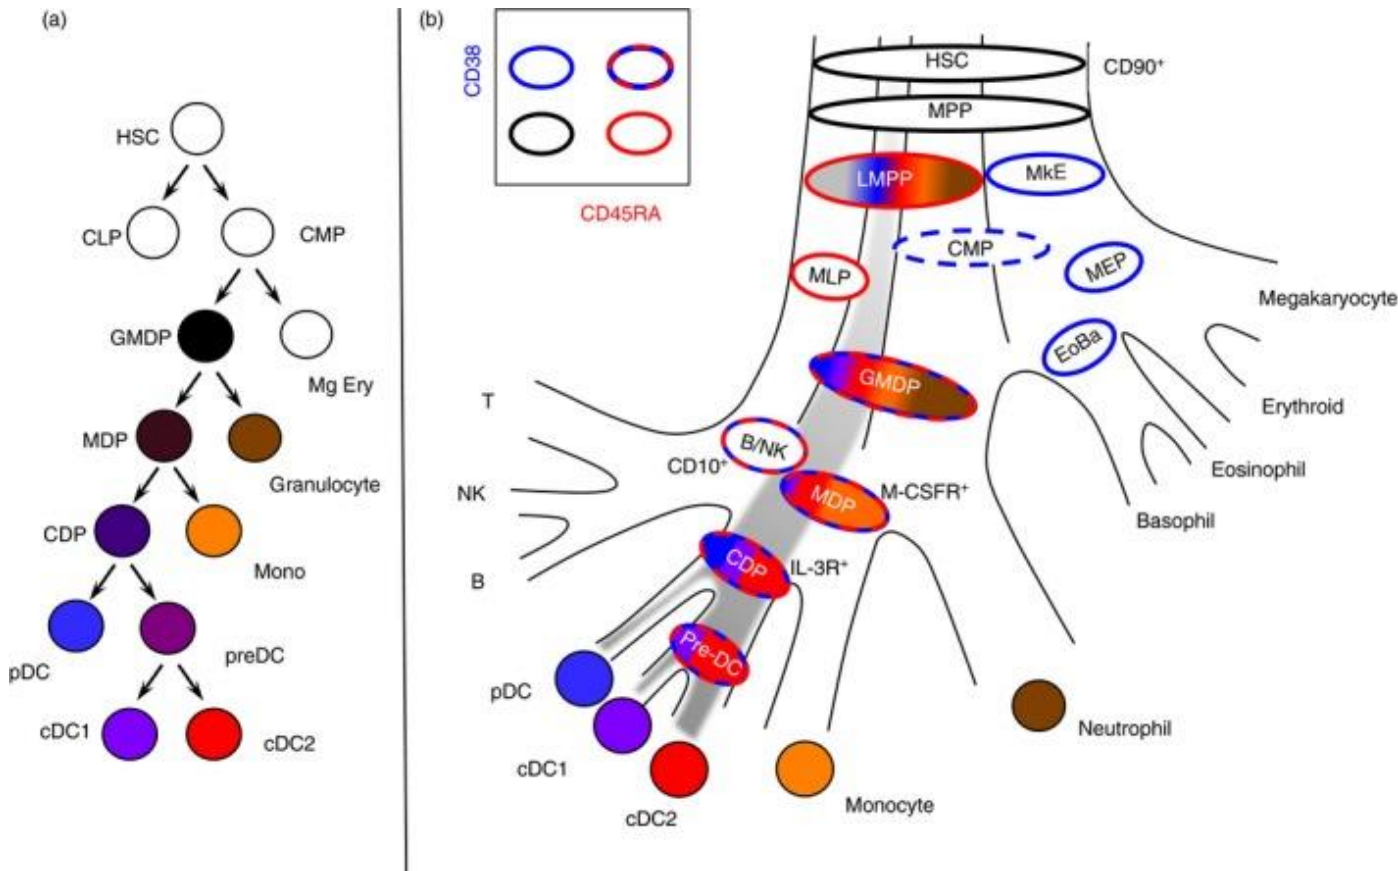 (a)
HSC
CLP
CMP
GMDP
Mg Ery
MDP
Granulocyte
CDP
Mono
pDC
preDC
cDC1
cDC2
(b)
CD38
CD45RA
HSC
CD90⁺
MPP
LMPP
MkE
CMP
MLP
MEP
Megakaryocyte
EoBa
GMDP
T
Erythroid
B/NK
CD10⁺
Eosinophil
NK
MDP
M-CSFR⁺
Basophil
CDP
IL-3R⁺
B
Pre-DC
pDC
Neutrophil
cDC1
Monocyte
cDC2